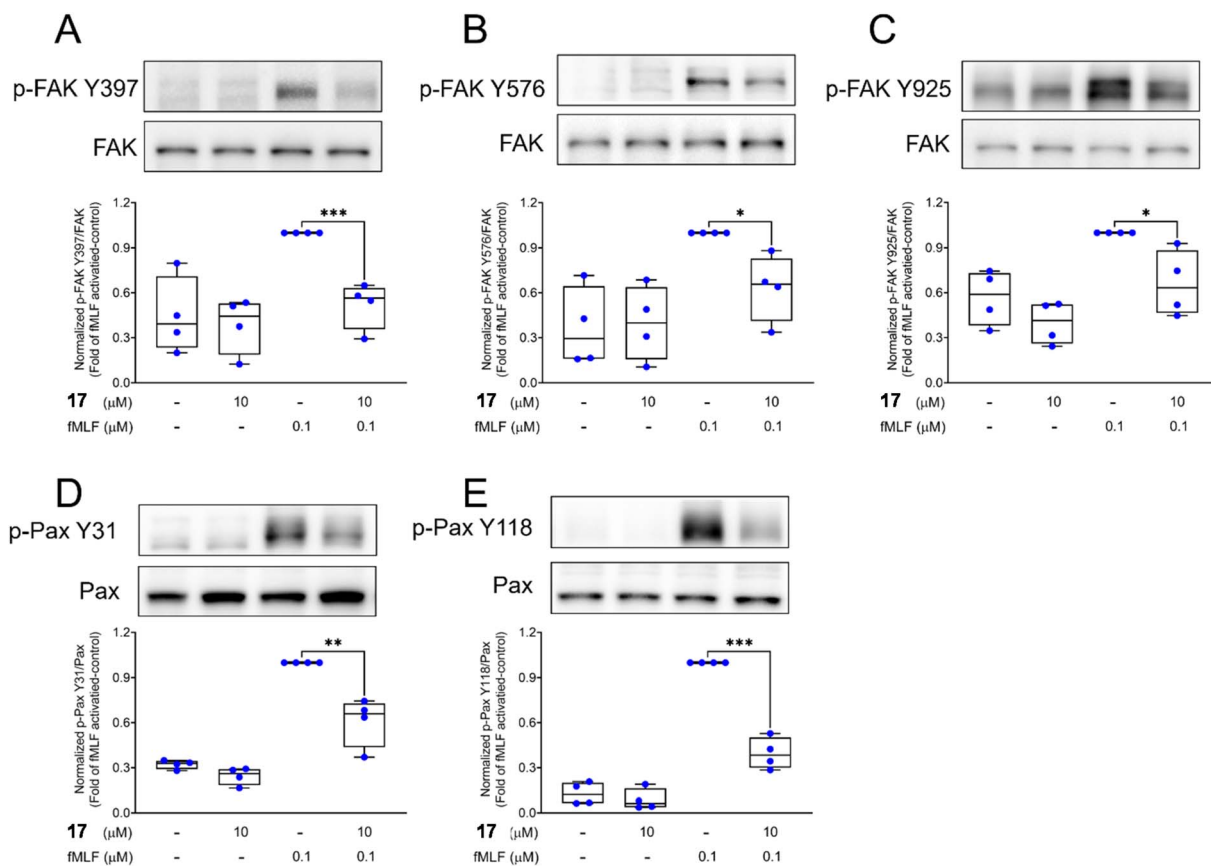 A
p-FAK Y397
FAK
Normalized p-FAK Y397/FAK
(Fold of fMLF activatied-control)
1.2
0.9
0.6
0.3
0.0
***
17 (μM) - 10 - 10
fMLF (μM) - - 0.1 0.1
B
p-FAK Y576
FAK
Normalized p-FAK Y576/FAK
(Fold of fMLF activatied-control)
1.2
0.9
0.6
0.3
0.0
*
17 (μM) - 10 - 10
fMLF (μM) - - 0.1 0.1
C
p-FAK Y925
FAK
Normalized p-FAK Y925/FAK
(Fold of fMLF activatied-control)
1.2
0.9
0.6
0.3
0.0
*
17 (μM) - 10 - 10
fMLF (μM) - - 0.1 0.1
D
p-Pax Y31
Pax
Normalized p-Pax Y31/Pax
(Fold of fMLF activatied-control)
1.2
0.9
0.6
0.3
0.0
**
17 (μM) - 10 - 10
fMLF (μM) - - 0.1 0.1
E
p-Pax Y118
Pax
Normalized p-Pax Y118/Pax
(Fold of fMLF activatied-control)
1.2
0.9
0.6
0.3
0.0
***
17 (μM) - 10 - 10
fMLF (μM) - - 0.1 0.1